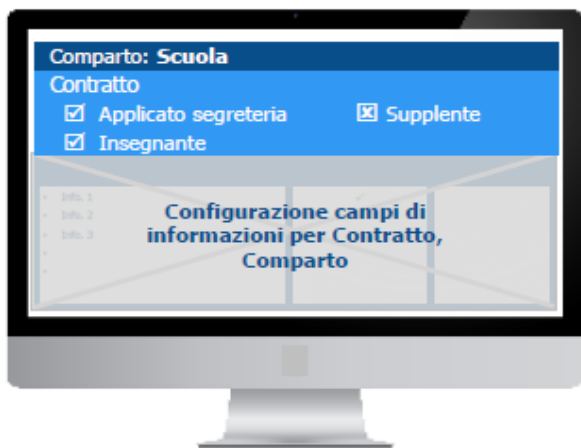 Comparto: Scuola
Contratto
Applicato segreteria Supplente
Insegnante
Info. 1
Info. 2
Info. 3
Configurazione campi di
informazioni per Contratto,
Comparto